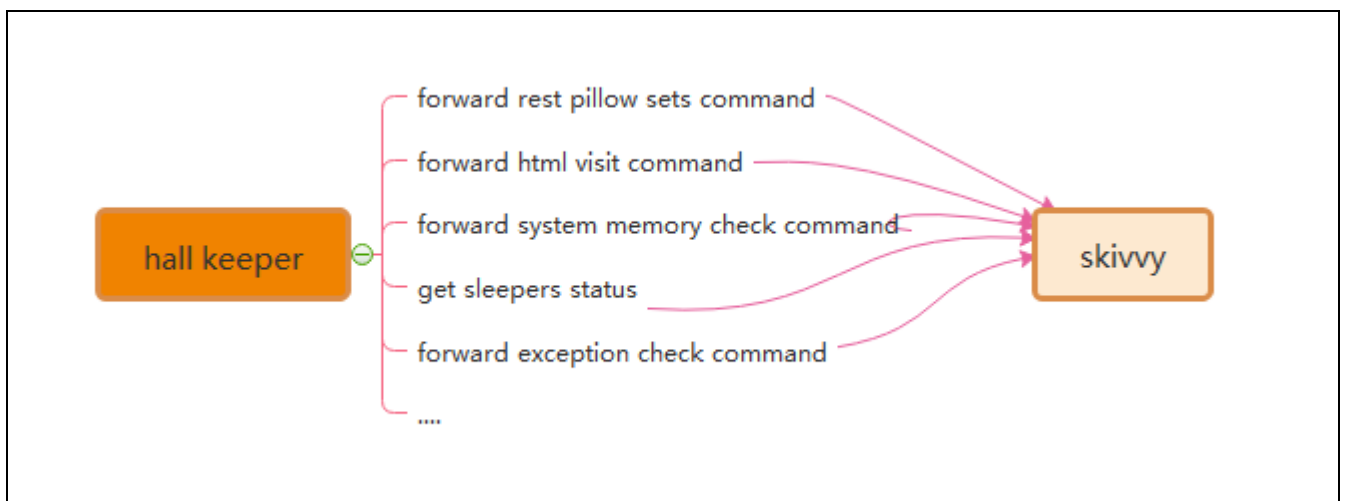 forward rest pillow sets command
forward html visit command
forward system memory check command
hall keeper
skivvy
get sleepers status
forward exception check command
....